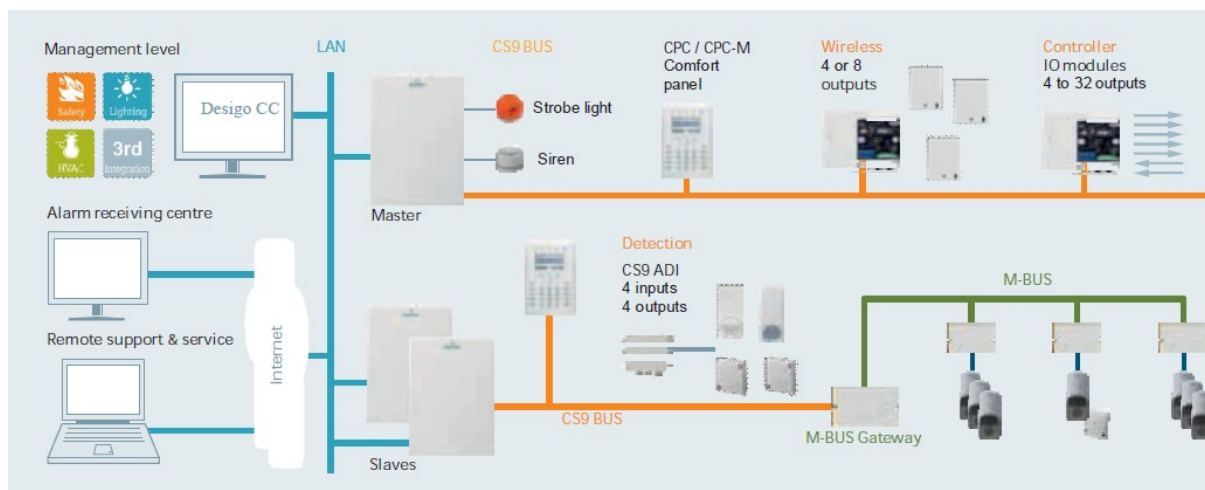 Management level
LAN
CS9 BUS
CPC / CPC-M
Comfort
panel
Wireless
4 or 8
outputs
Controller
IO modules
4 to 32 outputs
Safety
Lighting
HVAC
3rd
Integration
Desigo CC
Strobe light
Siren
Master
Alarm receiving centre
Remote support & service
Internet
Detection
CS9 ADI
4 inputs
4 outputs
M-BUS
CS9 BUS
M-BUS Gateway
Slaves